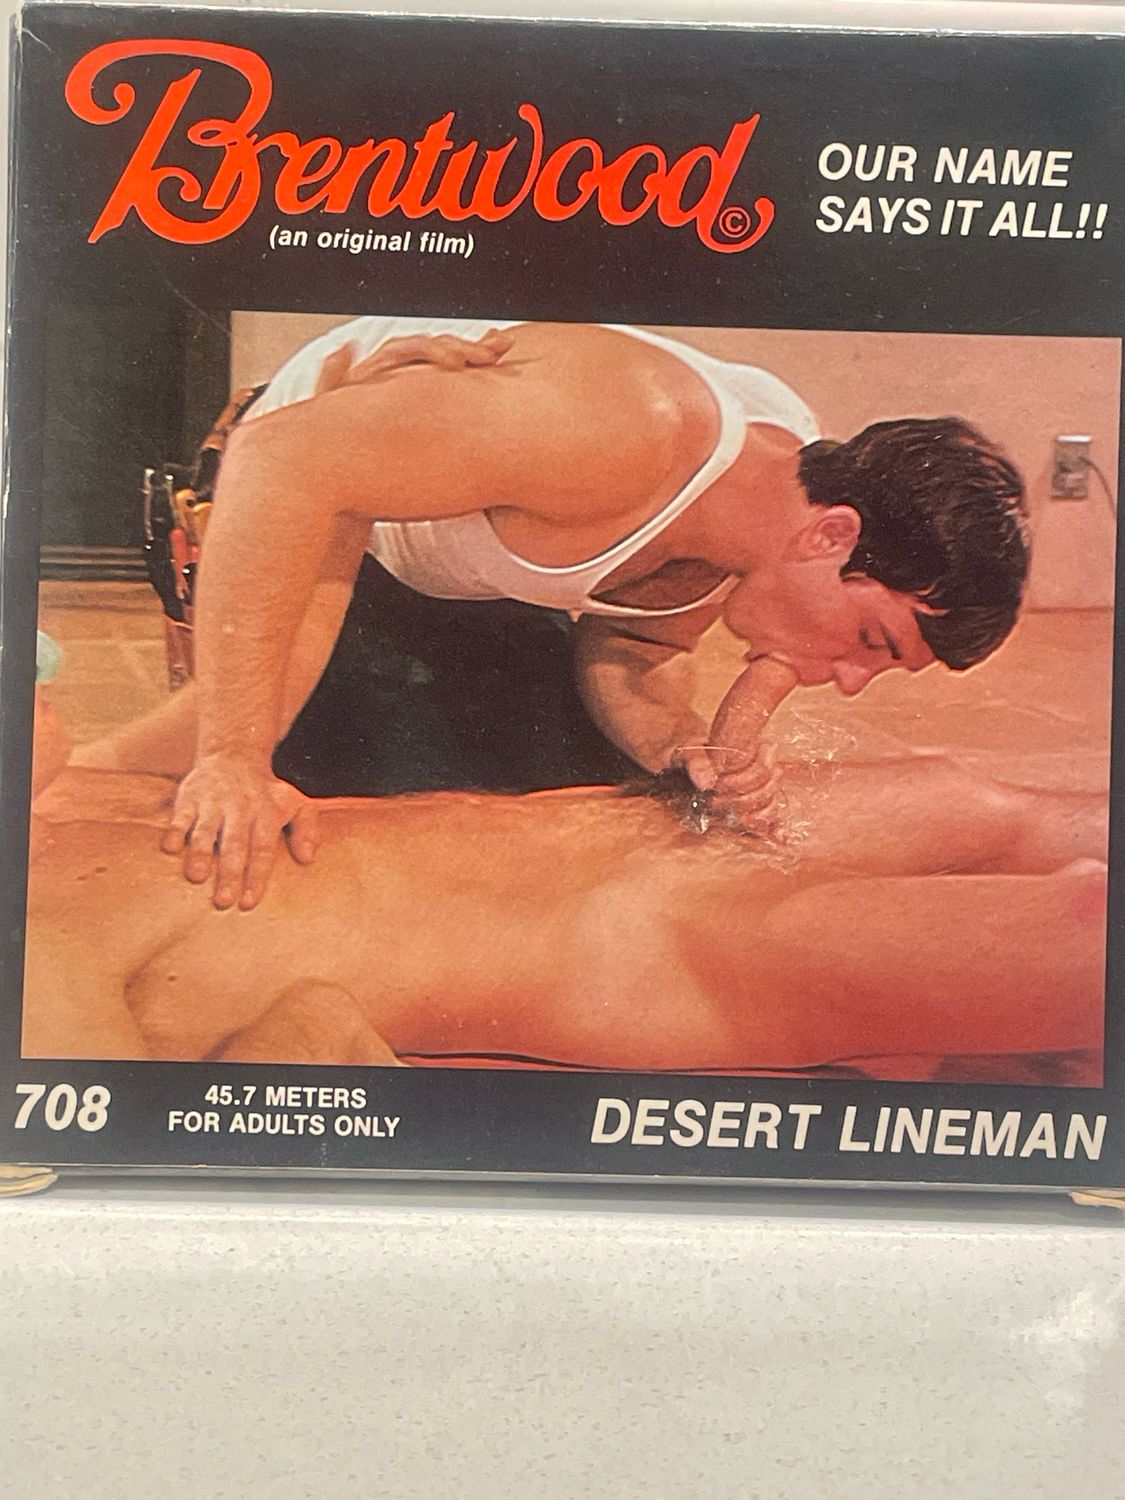 Brentwood ©
(an original film)
OUR NAME
SAYS IT ALL!!
708
45.7 METERS
FOR ADULTS ONLY
DESERT LINEMAN